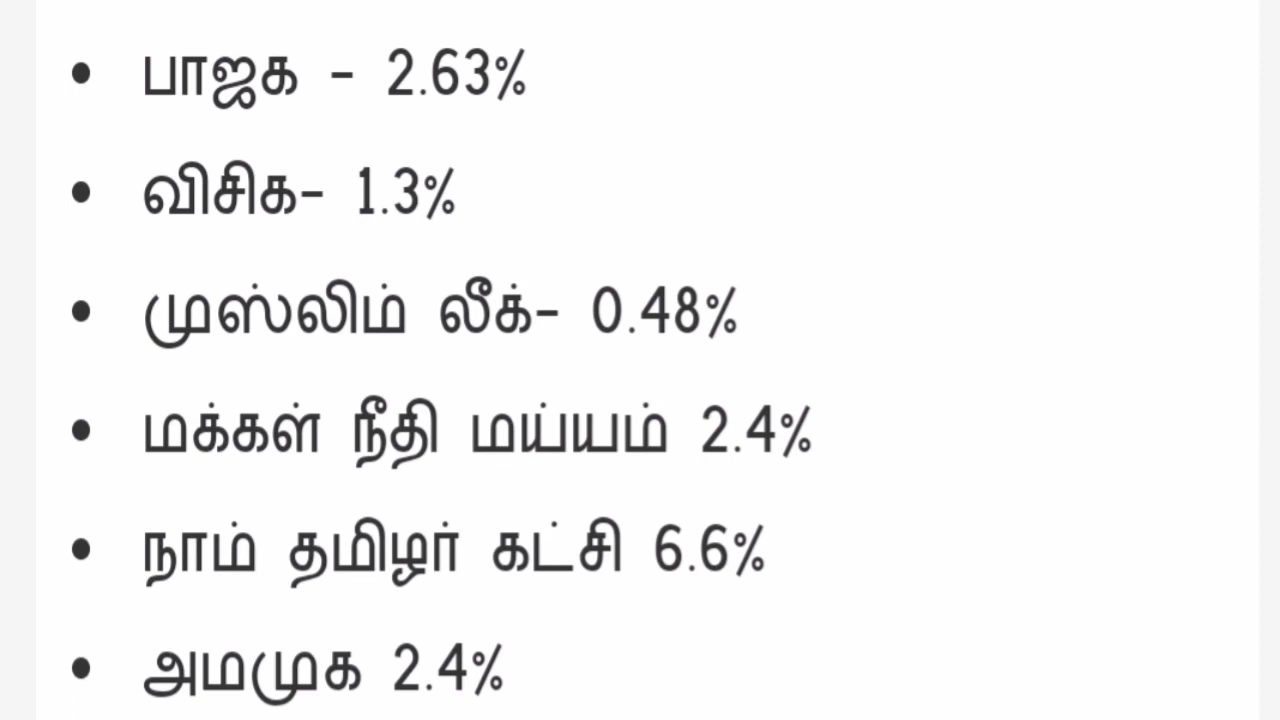 • பாஜக - 2.63%
• விசிக- 1.3%
• முஸ்லிம் லீக்- 0.48%
• மக்கள் நீதி மய்யம் 2.4%
• நாம் தமிழர் கட்சி 6.6%
• அமமுக 2.4%